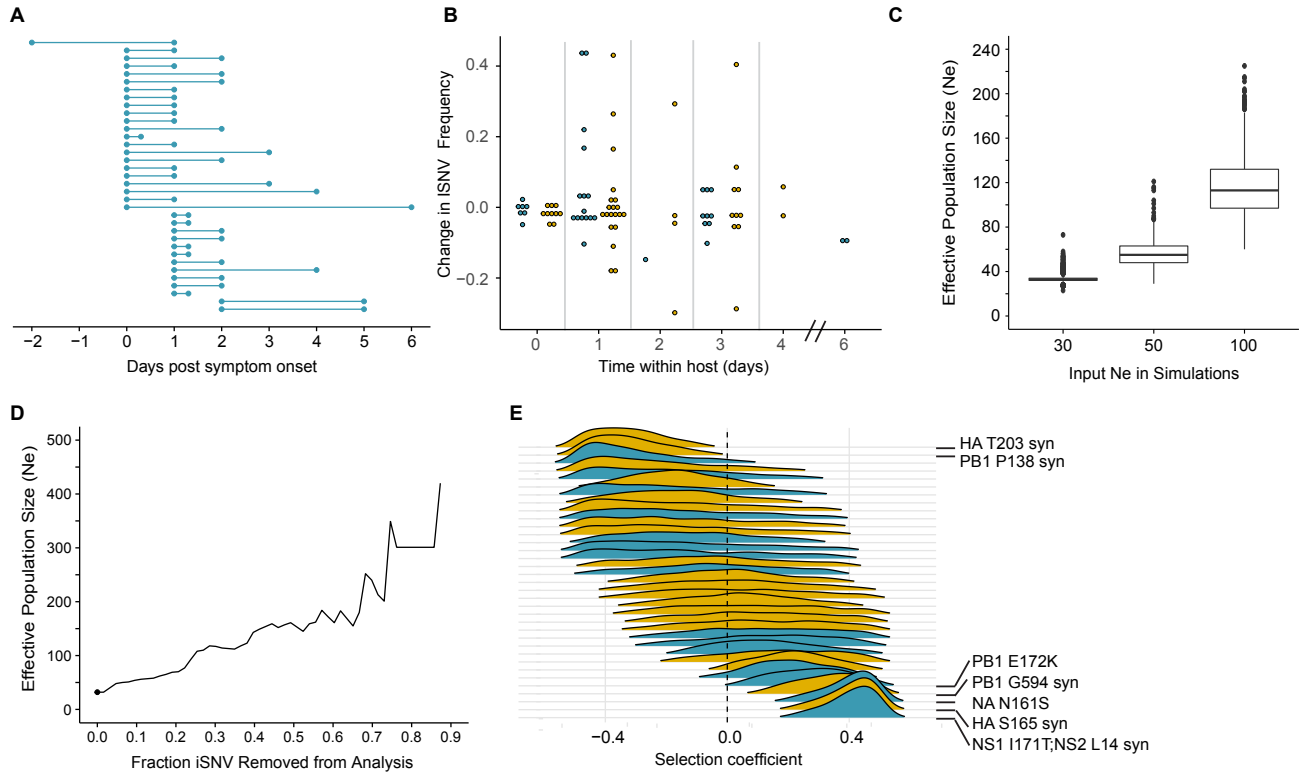 A
−2 −1 0 1 2 3 4 5 6
Days post symptom onset
B
0.4
0.2
0.0
−0.2
Change in iSNV Frequency
0 1 2 3 4 6
Time within host (days)
C
240
200
160
120
80
40
0
Effective Population Size (Ne)
30 50 100
Input Ne in Simulations
D
500
400
300
200
100
0
Effective Population Size (Ne)
0.0 0.1 0.2 0.3 0.4 0.5 0.6 0.7 0.8 0.9
Fraction iSNV Removed from Analysis
E
HA T203 syn
PB1 P138 syn
PB1 E172K
PB1 G594 syn
NA N161S
HA S165 syn
NS1 I171T;NS2 L14 syn
−0.4 0.0 0.4
Selection coefficient